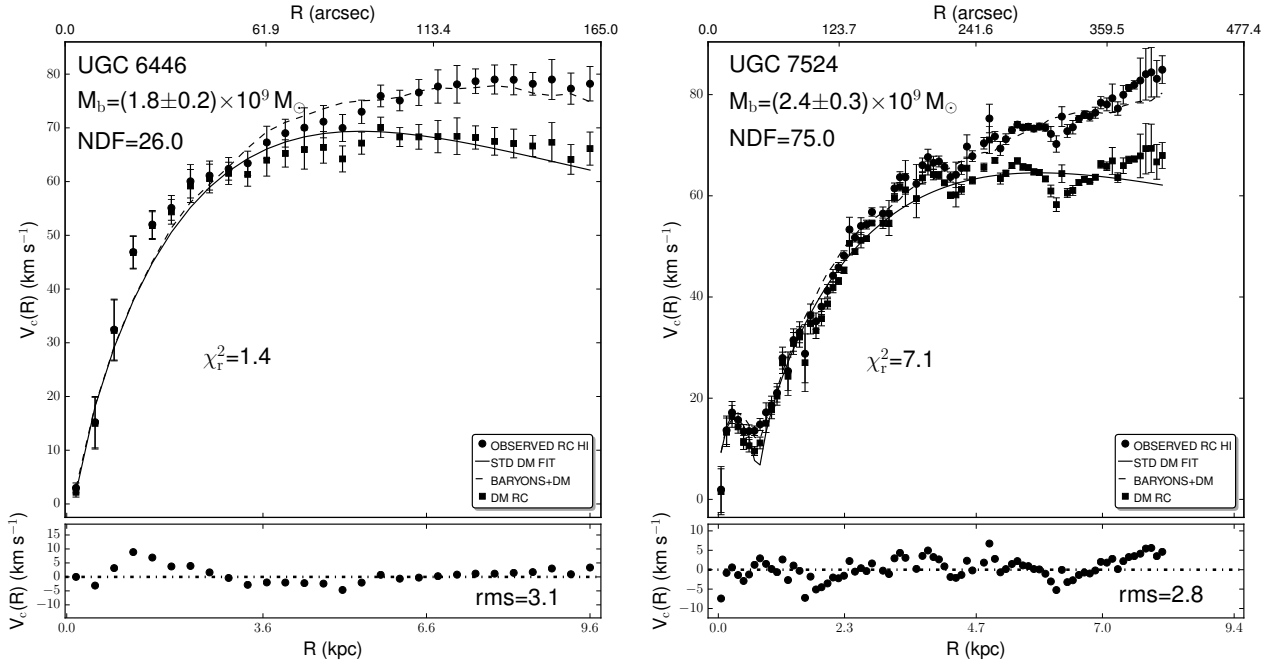 R (arcsec)
0.0 61.9 113.4 165.0
UGC 6446
M_b=(1.8±0.2)×10^9 M_⊙
NDF=26.0
80
70
60
50
40
30
20
10
0
V_c(R) (km s^−1)
χ_r^2=1.4
OBSERVED RC HI
STD DM FIT
BARYONS+DM
DM RC
15
10
5
0
−5
−10
V_c(R) (km s^−1)
rms=3.1
0.0 3.6 6.6 9.6
R (kpc)
R (arcsec)
0.0 123.7 241.6 359.5 477.4
UGC 7524
M_b=(2.4±0.3)×10^9 M_⊙
NDF=75.0
80
60
40
20
0
V_c(R) (km s^−1)
χ_r^2=7.1
OBSERVED RC HI
STD DM FIT
BARYONS+DM
DM RC
10
5
0
−5
−10
V_c(R) (km s^−1)
rms=2.8
0.0 2.3 4.7 7.0 9.4
R (kpc)